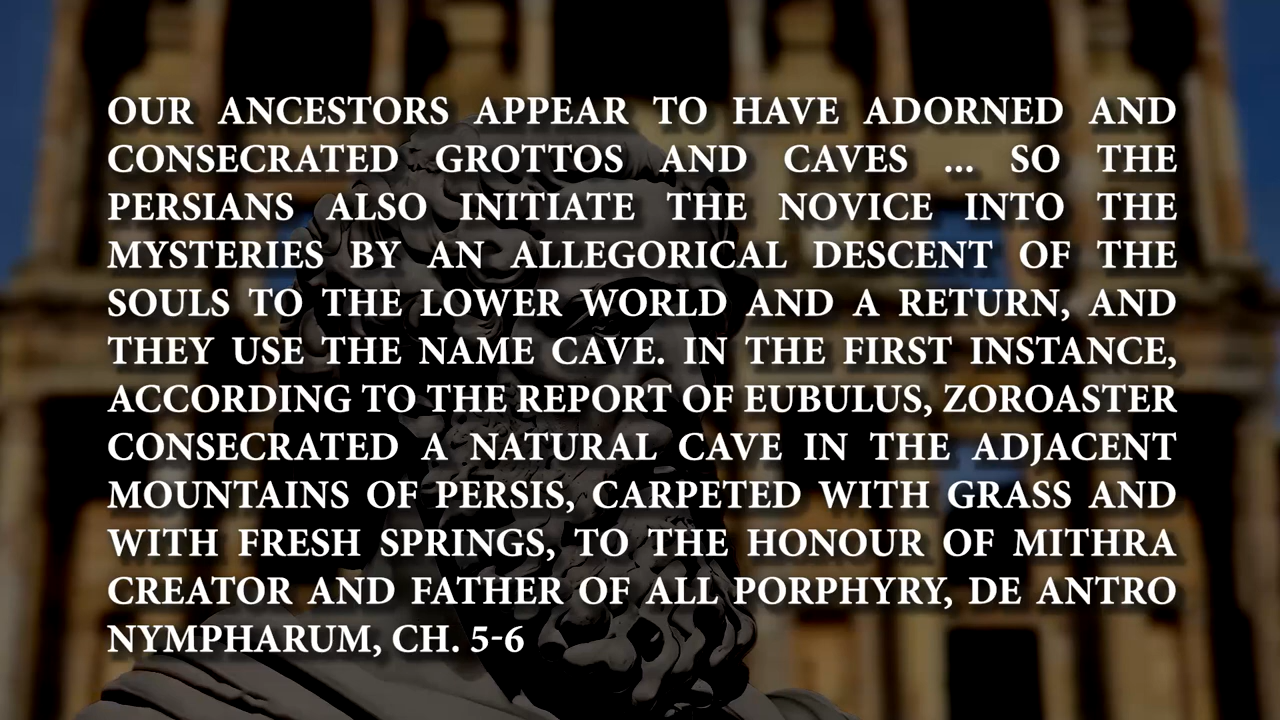 OUR ANCESTORS APPEAR TO HAVE ADORNED AND
CONSECRATED GROTTOS AND CAVES ... SO THE
PERSIANS ALSO INITIATE THE NOVICE INTO THE
MYSTERIES BY AN ALLEGORICAL DESCENT OF THE
SOULS TO THE LOWER WORLD AND A RETURN, AND
THEY USE THE NAME CAVE. IN THE FIRST INSTANCE,
ACCORDING TO THE REPORT OF EUBULUS, ZOROASTER
CONSECRATED A NATURAL CAVE IN THE ADJACENT
MOUNTAINS OF PERSIS, CARPETED WITH GRASS AND
WITH FRESH SPRINGS, TO THE HONOUR OF MITHRA
CREATOR AND FATHER OF ALL PORPHYRY, DE ANTRO
NYMPHARUM, CH. 5-6